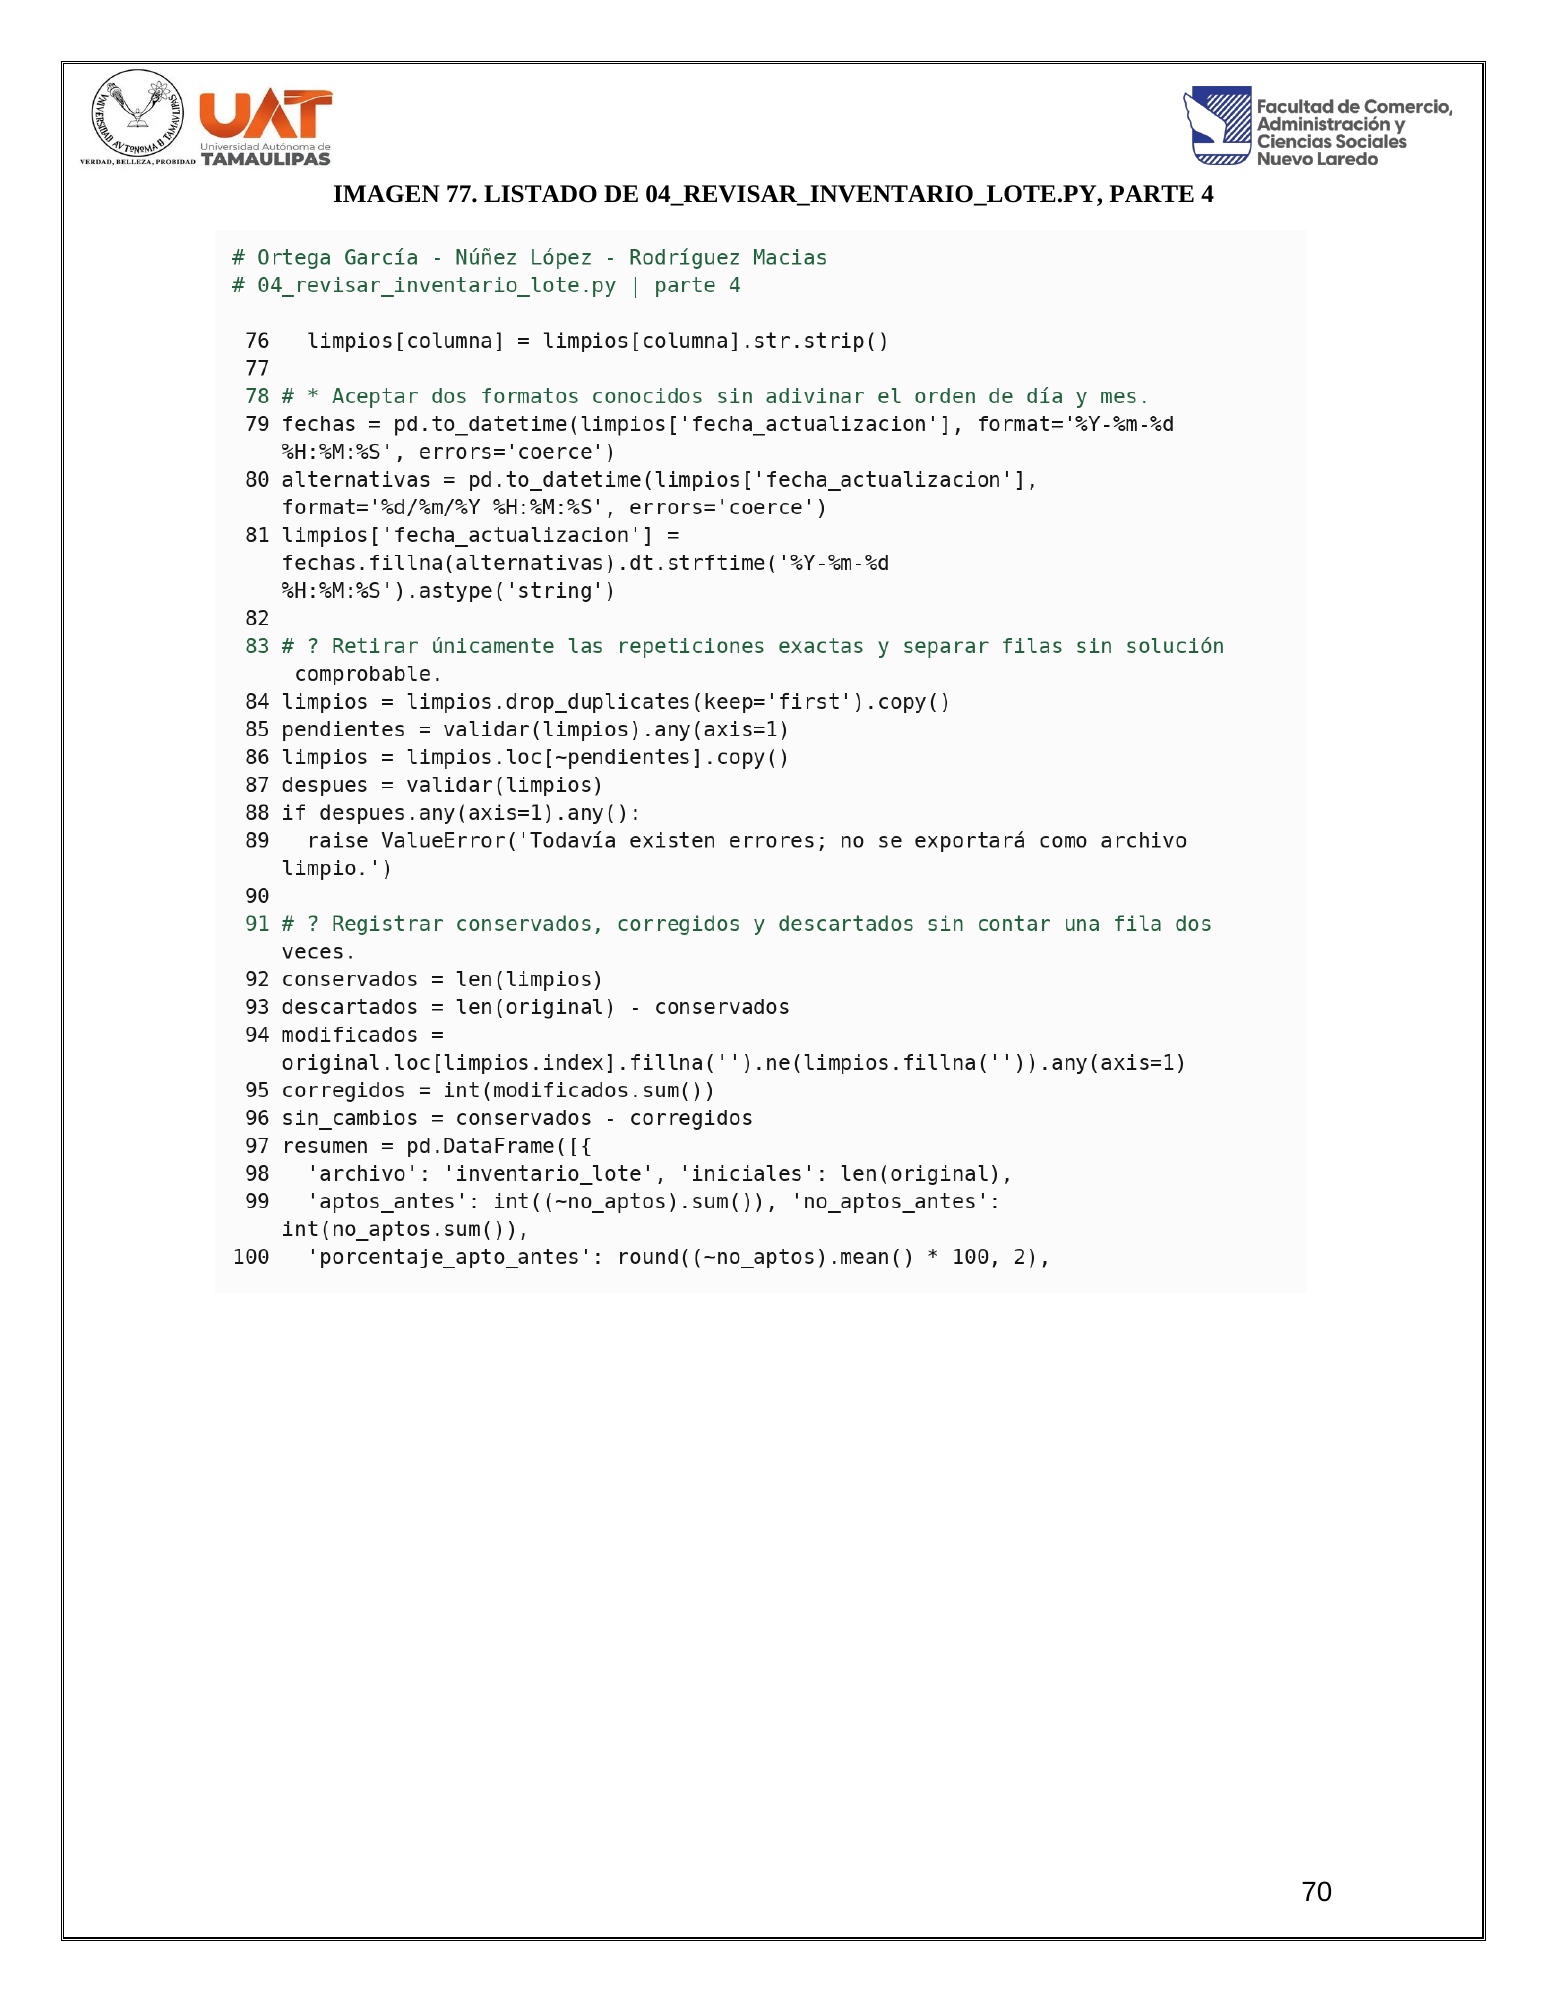 UNIVERSIDAD AVTONOMA D TAMAVLIPAS
VERDAD, BELLEZA, PROBIDAD
UAT
Universidad Autónoma de
TAMAULIPAS
Facultad de Comercio,
Administración y
Ciencias Sociales
Nuevo Laredo
IMAGEN 77. LISTADO DE 04_REVISAR_INVENTARIO_LOTE.PY, PARTE 4
# Ortega García - Núñez López - Rodríguez Macias
# 04_revisar_inventario_lote.py | parte 4
76   limpios[columna] = limpios[columna].str.strip()
77
78 # * Aceptar dos formatos conocidos sin adivinar el orden de día y mes.
79 fechas = pd.to_datetime(limpios['fecha_actualizacion'], format='%Y-%m-%d
%H:%M:%S', errors='coerce')
80 alternativas = pd.to_datetime(limpios['fecha_actualizacion'],
format='%d/%m/%Y %H:%M:%S', errors='coerce')
81 limpios['fecha_actualizacion'] =
fechas.fillna(alternativas).dt.strftime('%Y-%m-%d
%H:%M:%S').astype('string')
82
83 # ? Retirar únicamente las repeticiones exactas y separar filas sin solución
comprobable.
84 limpios = limpios.drop_duplicates(keep='first').copy()
85 pendientes = validar(limpios).any(axis=1)
86 limpios = limpios.loc[~pendientes].copy()
87 despues = validar(limpios)
88 if despues.any(axis=1).any():
89   raise ValueError('Todavía existen errores; no se exportará como archivo
limpio.')
90
91 # ? Registrar conservados, corregidos y descartados sin contar una fila dos
veces.
92 conservados = len(limpios)
93 descartados = len(original) - conservados
94 modificados =
original.loc[limpios.index].fillna('').ne(limpios.fillna('')).any(axis=1)
95 corregidos = int(modificados.sum())
96 sin_cambios = conservados - corregidos
97 resumen = pd.DataFrame([{
98   'archivo': 'inventario_lote', 'iniciales': len(original),
99   'aptos_antes': int((~no_aptos).sum()), 'no_aptos_antes':
int(no_aptos.sum()),
100   'porcentaje_apto_antes': round((~no_aptos).mean() * 100, 2),
70